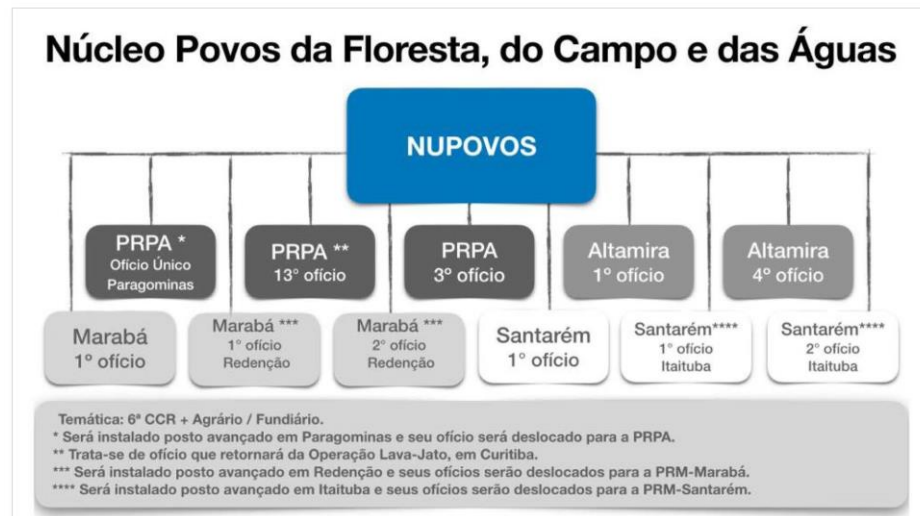 Núcleo Povos da Floresta, do Campo e das Águas
NUPOVOS
PRPA *
Ofício Único
Paragominas
PRPA **
13° ofício
PRPA
3º ofício
Altamira
1º ofício
Altamira
4º ofício
Marabá
1º ofício
Marabá ***
1° ofício
Redenção
Marabá ***
2° ofício
Redenção
Santarém
1° ofício
Santarém****
1° ofício
Itaituba
Santarém****
2° ofício
Itaituba
Temática: 6ª CCR + Agrário / Fundiário.
* Será instalado posto avançado em Paragominas e seu ofício será deslocado para a PRPA.
** Trata-se de ofício que retornará da Operação Lava-Jato, em Curitiba.
*** Será instalado posto avançado em Redenção e seus ofícios serão deslocados para a PRM-Marabá.
**** Será instalado posto avançado em Itaituba e seus ofícios serão deslocados para a PRM-Santarém.